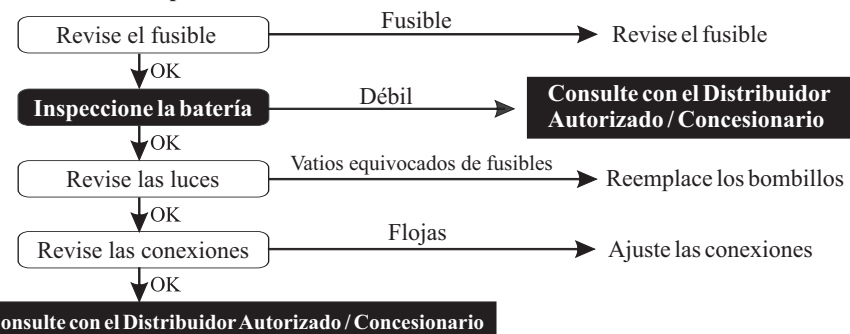 Revise el fusible Fusible Revise el fusible
OK
Inspeccione la batería Débil Consulte con el Distribuidor
Autorizado / Concesionario
OK
Revise las luces Vatios equivocados de fusibles Reemplace los bombillos
OK
Revise las conexiones Flojas Ajuste las conexiones
OK
onsulte con el Distribuidor Autorizado / Concesionario